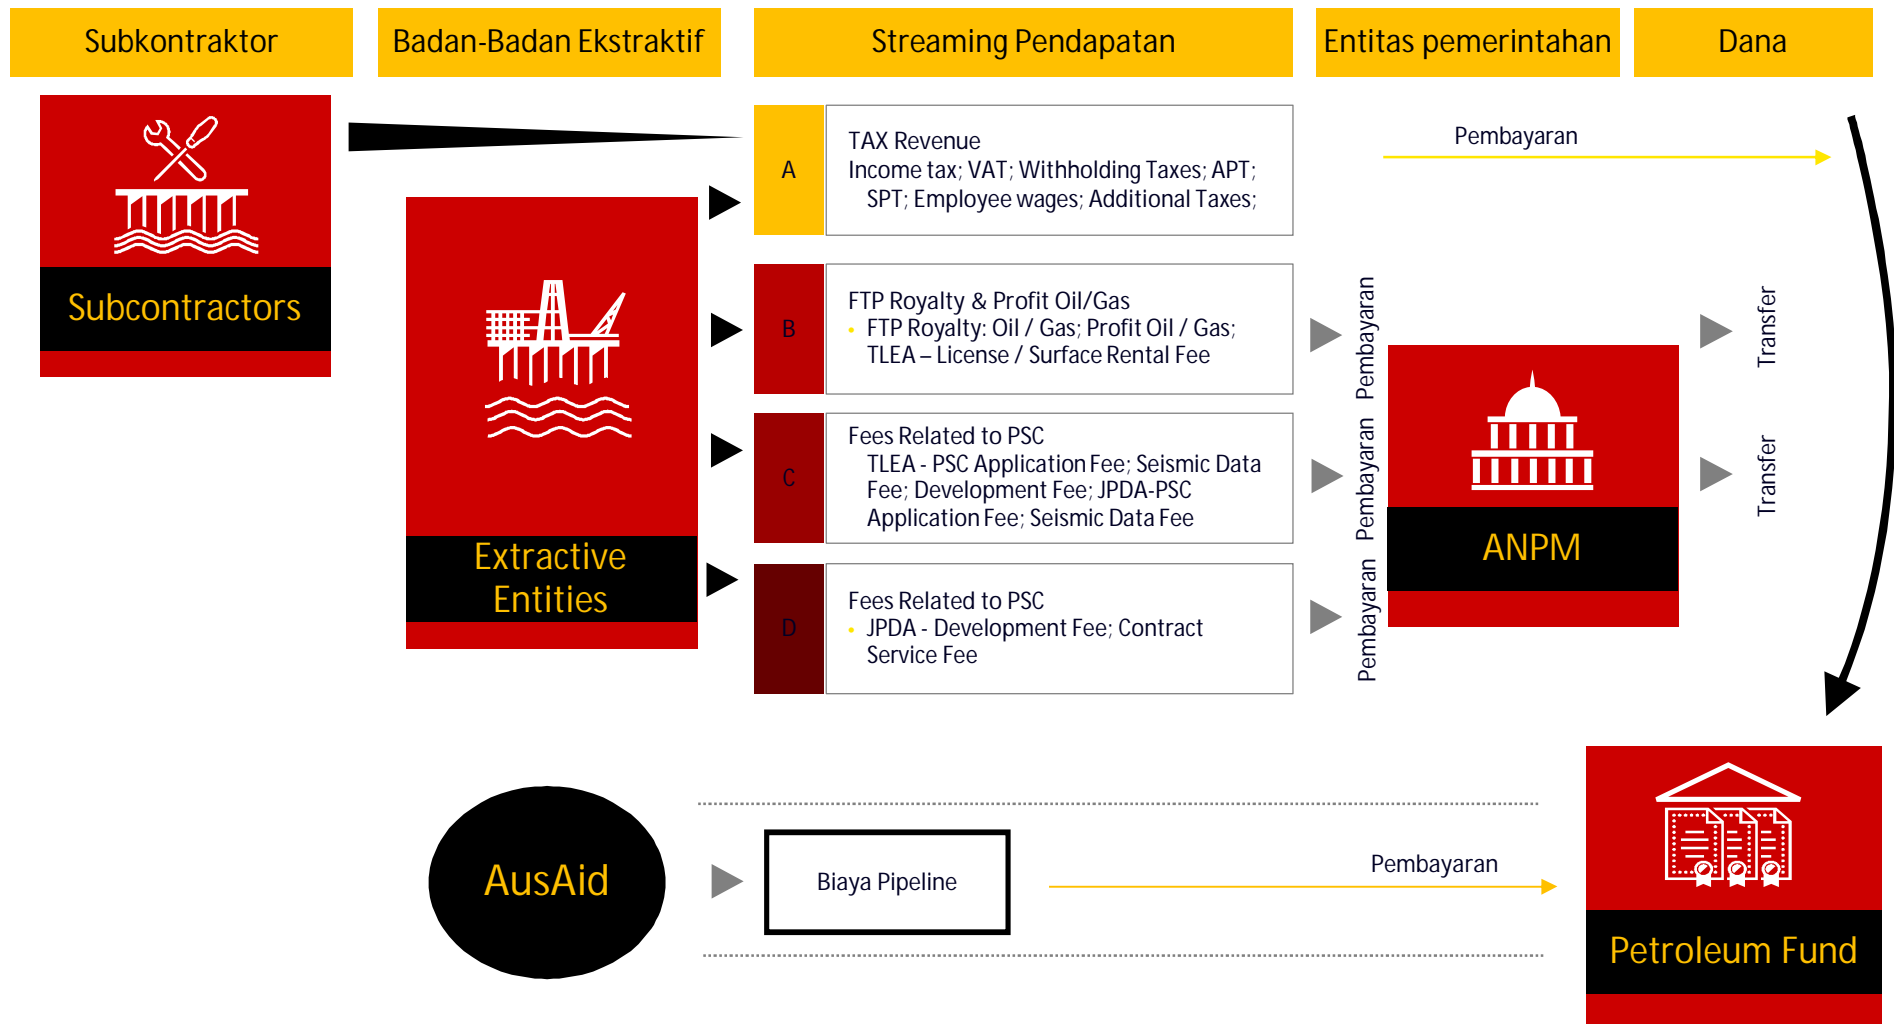 Subkontraktor
Badan-Badan Ekstraktif
Streaming Pendapatan
Entitas pemerintahan
Dana
Subcontractors
Extractive
Entities
A
TAX Revenue
Income tax; VAT; Withholding Taxes; APT;
SPT; Employee wages; Additional Taxes;
Pembayaran
B
FTP Royalty & Profit Oil/Gas
• FTP Royalty: Oil / Gas; Profit Oil / Gas;
TLEA – License / Surface Rental Fee
Pembayaran
Transfer
C
Fees Related to PSC
TLEA - PSC Application Fee; Seismic Data
Fee; Development Fee; JPDA-PSC
Application Fee; Seismic Data Fee
Pembayaran
Transfer
ANPM
D
Fees Related to PSC
• JPDA - Development Fee; Contract
Service Fee
Pembayaran
AusAid
Biaya Pipeline
Pembayaran
Petroleum Fund